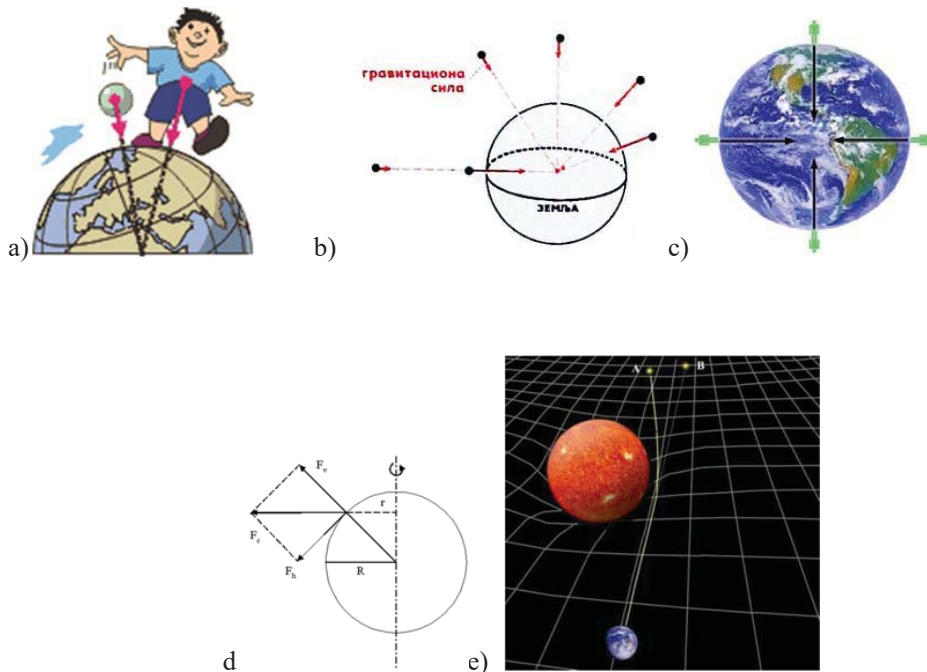 гравитациона
сила
ЗЕМЉА
a)
b)
c)
A
B
F_v
r
F_c
F_h
R
d
e)